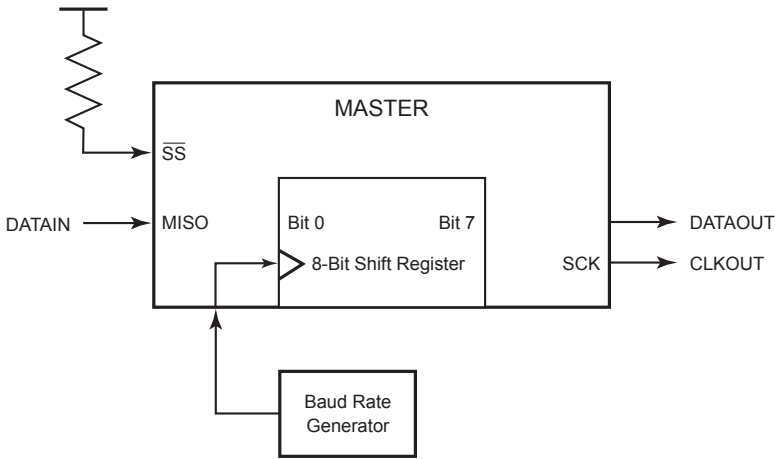 MASTER
SS
DATAIN
MISO
Bit 0
Bit 7
DATAOUT
8-Bit Shift Register
SCK
CLKOUT
Baud Rate
Generator